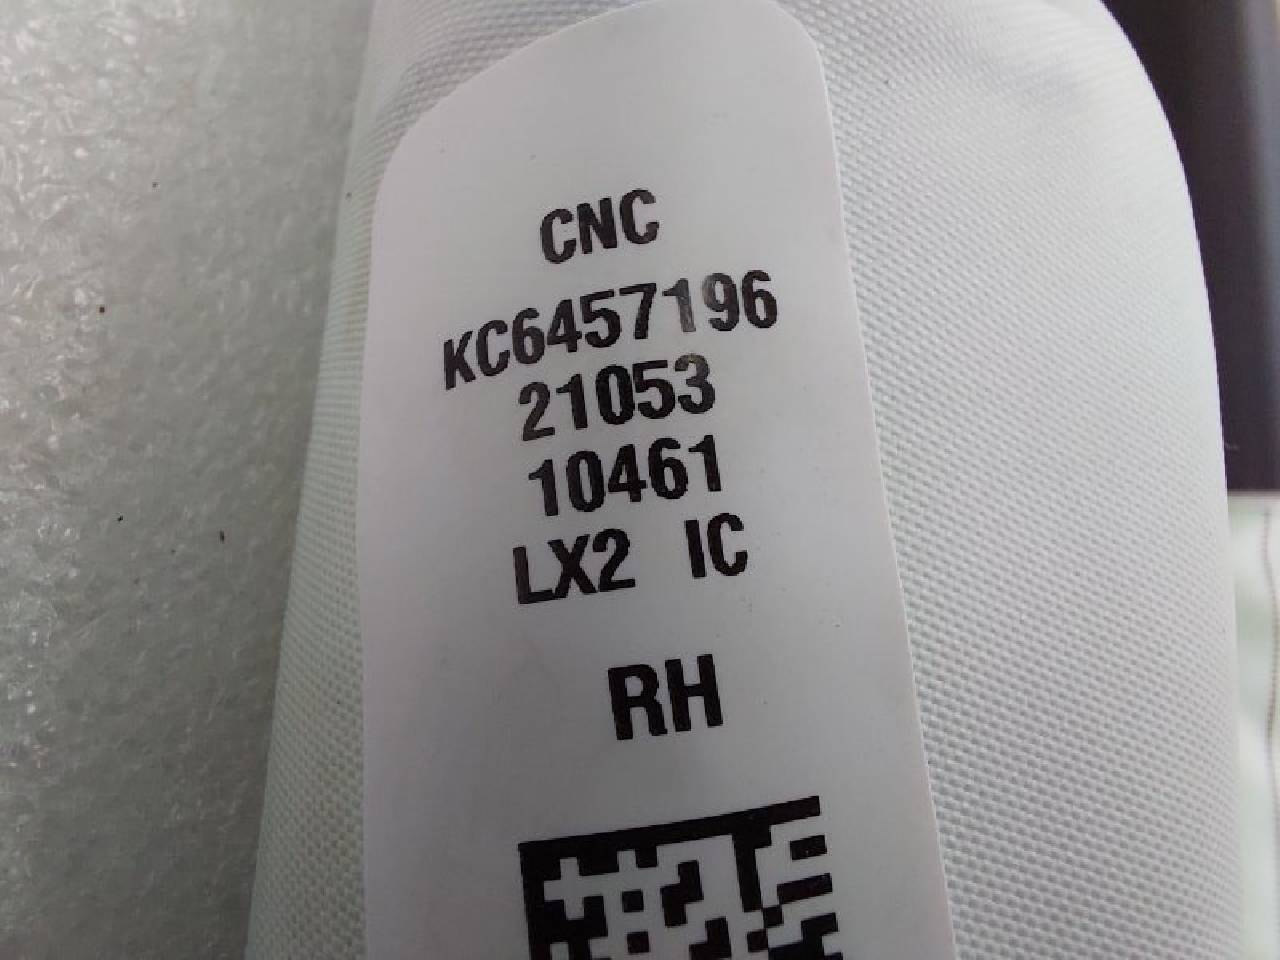 CNC
KC6457196
21053
10461
LX2 IC
RH